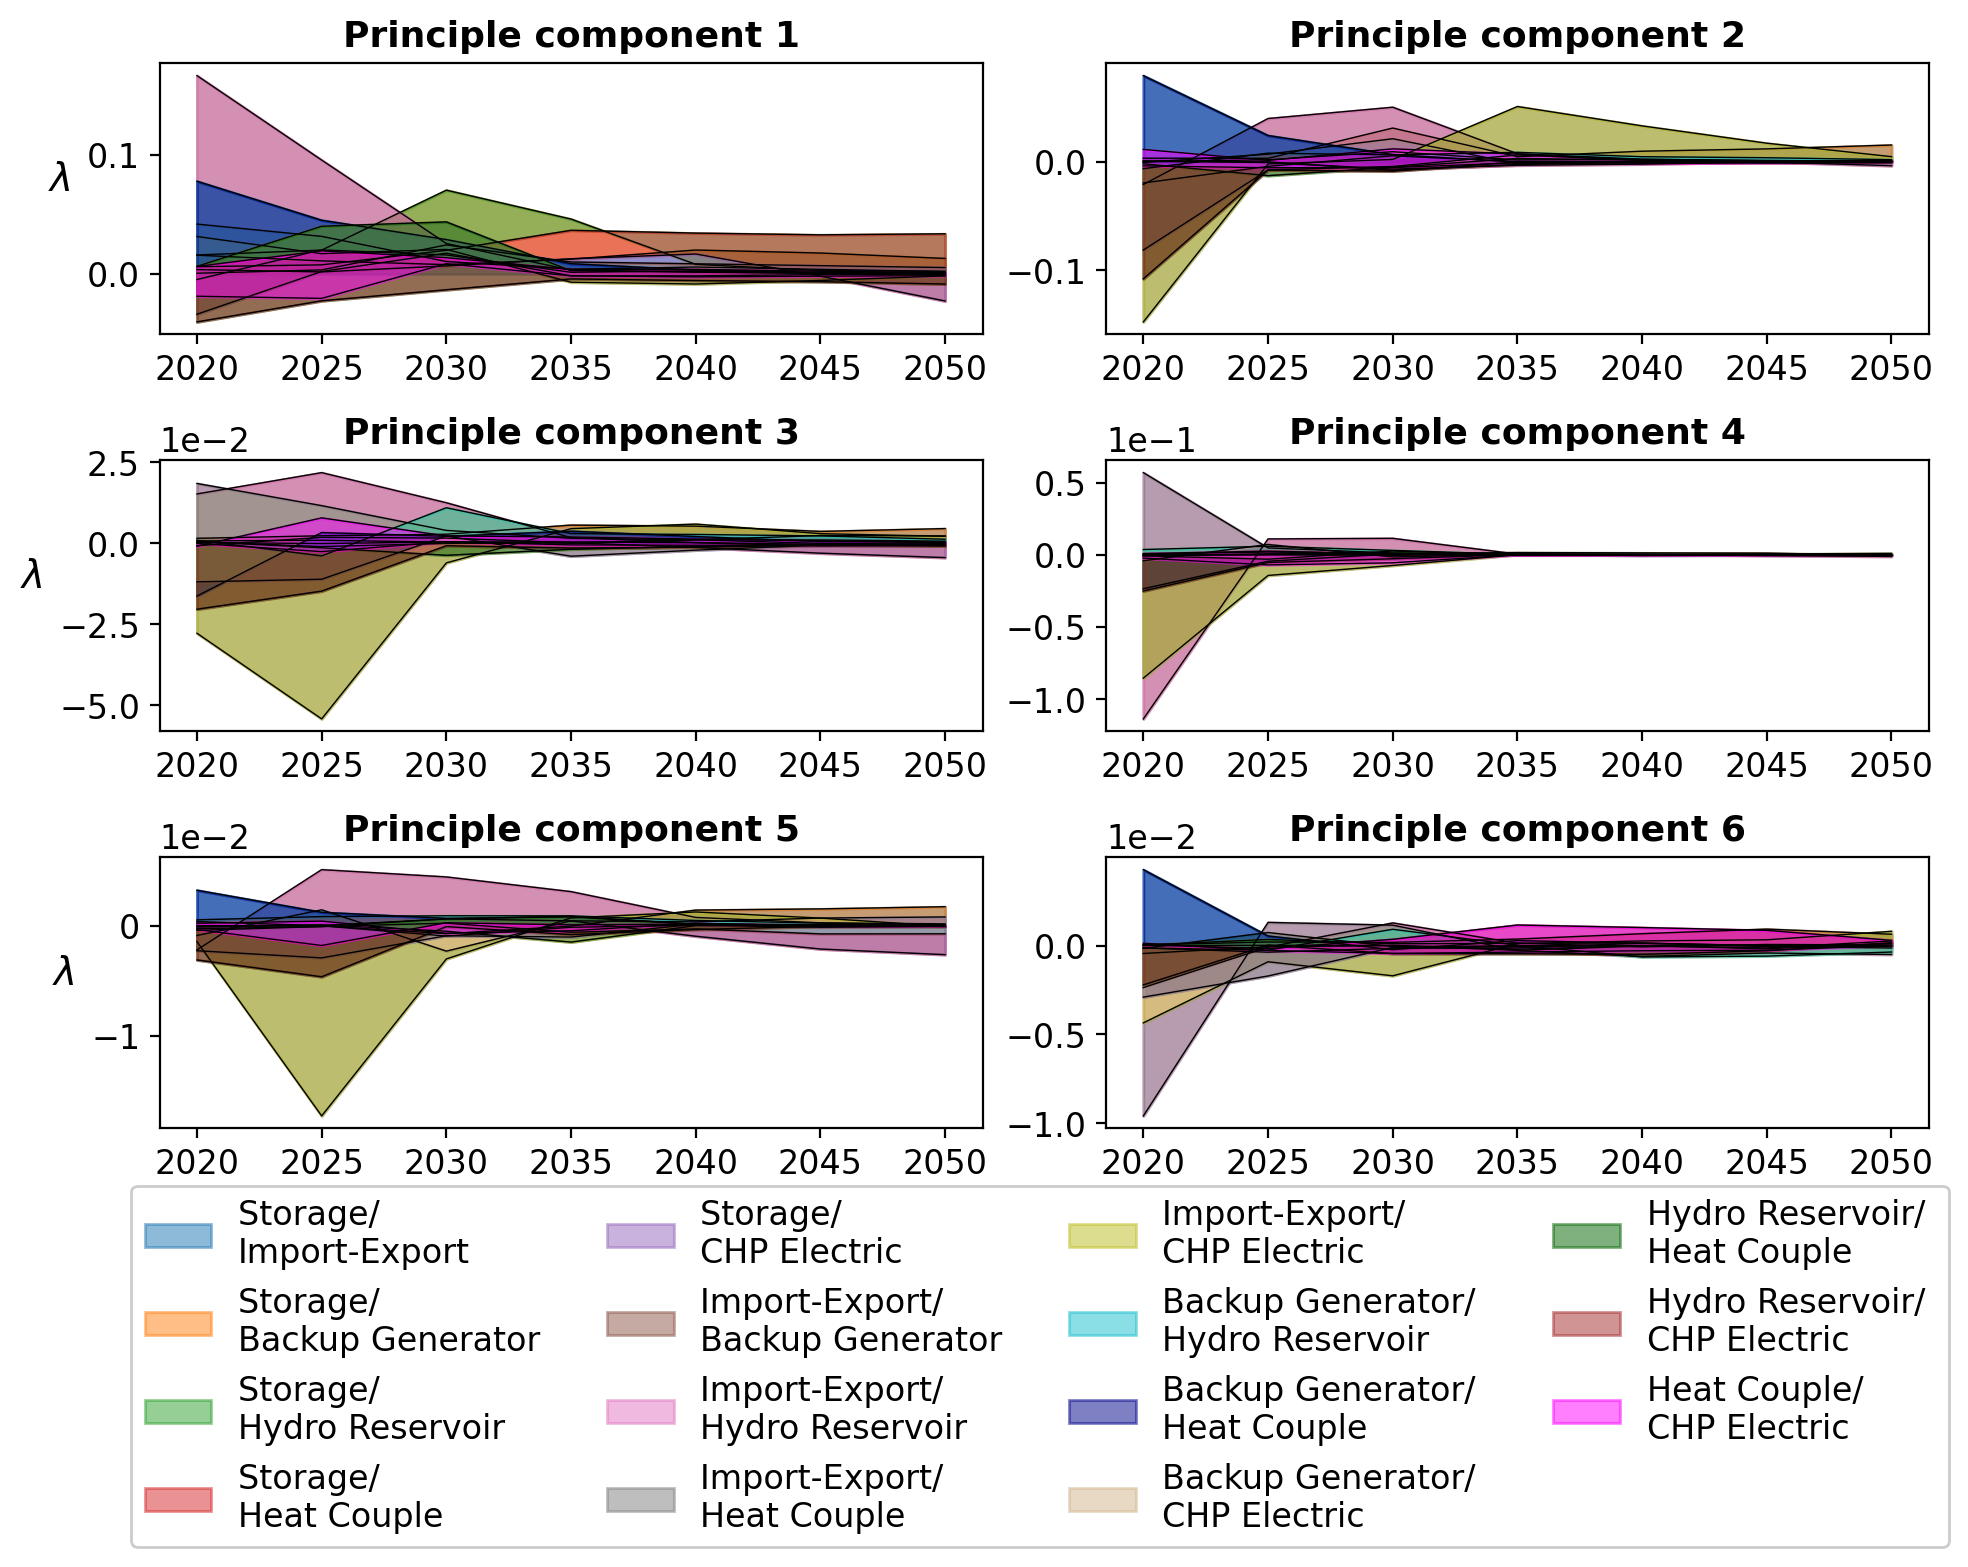 Principle component 1
Principle component 2
λ
0.1
0.0
0.0
−0.1
2020 2025 2030 2035 2040 2045 2050
2020 2025 2030 2035 2040 2045 2050
1e−2
Principle component 3
1e−1
Principle component 4
λ
2.5
0.0
−2.5
−5.0
0.5
0.0
−0.5
−1.0
2020 2025 2030 2035 2040 2045 2050
2020 2025 2030 2035 2040 2045 2050
1e−2
Principle component 5
1e−2
Principle component 6
λ
0
−1
0.0
−0.5
−1.0
2020 2025 2030 2035 2040 2045 2050
2020 2025 2030 2035 2040 2045 2050
Storage/
Import-Export
Storage/
Backup Generator
Storage/
Hydro Reservoir
Storage/
Heat Couple
Storage/
CHP Electric
Import-Export/
Backup Generator
Import-Export/
Hydro Reservoir
Import-Export/
Heat Couple
Import-Export/
CHP Electric
Backup Generator/
Hydro Reservoir
Backup Generator/
Heat Couple
Backup Generator/
CHP Electric
Hydro Reservoir/
Heat Couple
Hydro Reservoir/
CHP Electric
Heat Couple/
CHP Electric